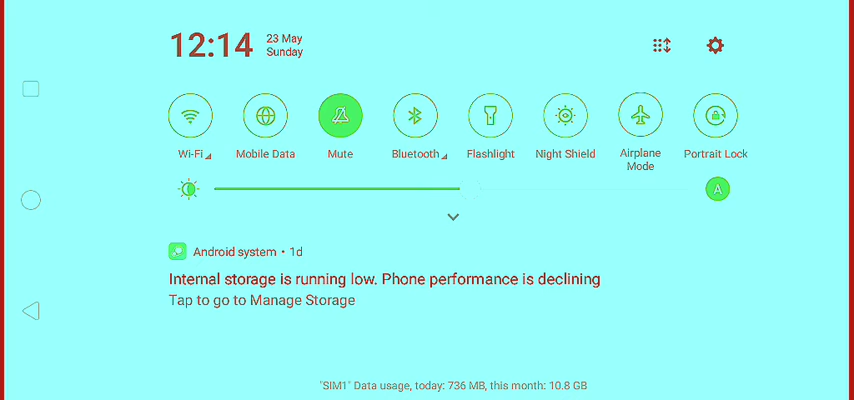 12:14
23 May
Sunday
Wi-Fi
Mobile Data
Mute
Bluetooth
Flashlight
Night Shield
Airplane
Mode
Portrait Lock
A
Android system • 1d
Internal storage is running low. Phone performance is declining
Tap to go to Manage Storage
'SIM1' Data usage, today: 736 MB, this month: 10.8 GB